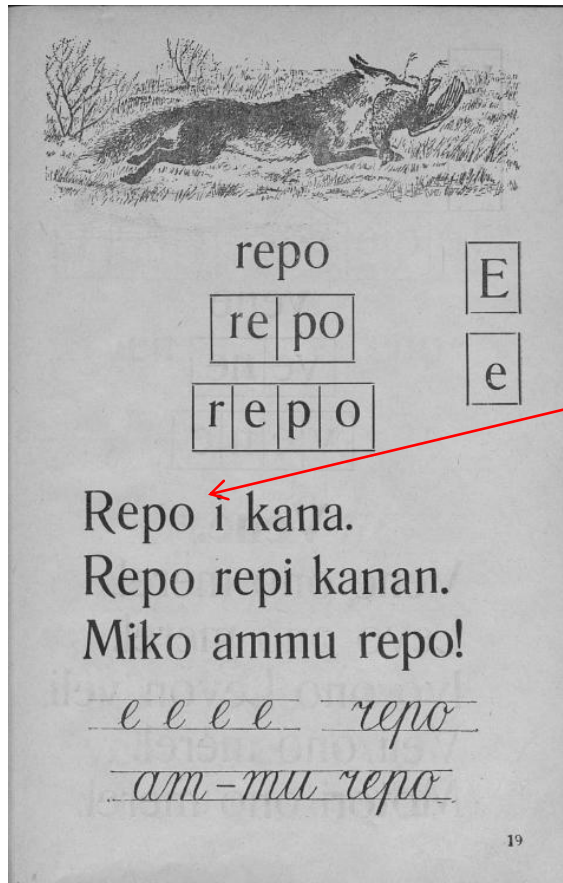 repo
re po
r e p o
E
e
Repo i kana.
Repo repi kanan.
Miko ammu repo!
e e e e repo
am-mu repo
19